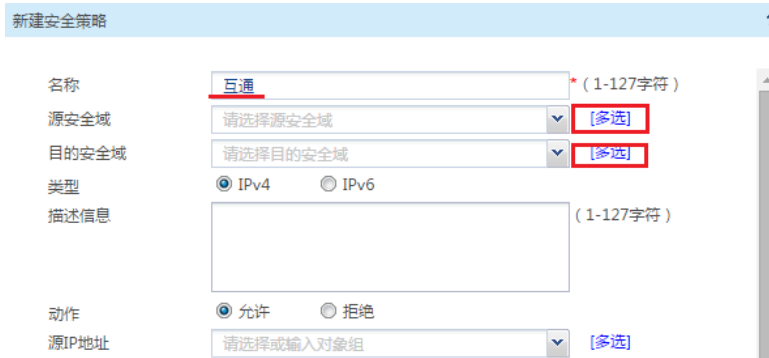 新建安全策略
名称 互通 * ( 1-127字符 )
源安全域 请选择源安全域 [多选]
目的安全域 请选择目的安全域 [多选]
类型 IPv4 IPv6
描述信息 ( 1-127字符 )
动作 允许 拒绝
源IP地址 请选择或输入对象组 [多选]